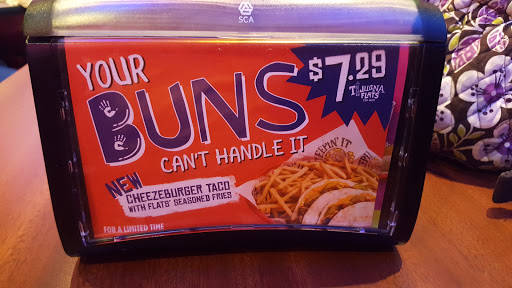 SCA
YOUR
BUNS
CAN'T HANDLE IT
$7.29
TIJUANA
FLATS
NEW
CHEEZEBURGER TACO
WITH FLATS' SEASONED FRIES
FOR A LIMITED TIME